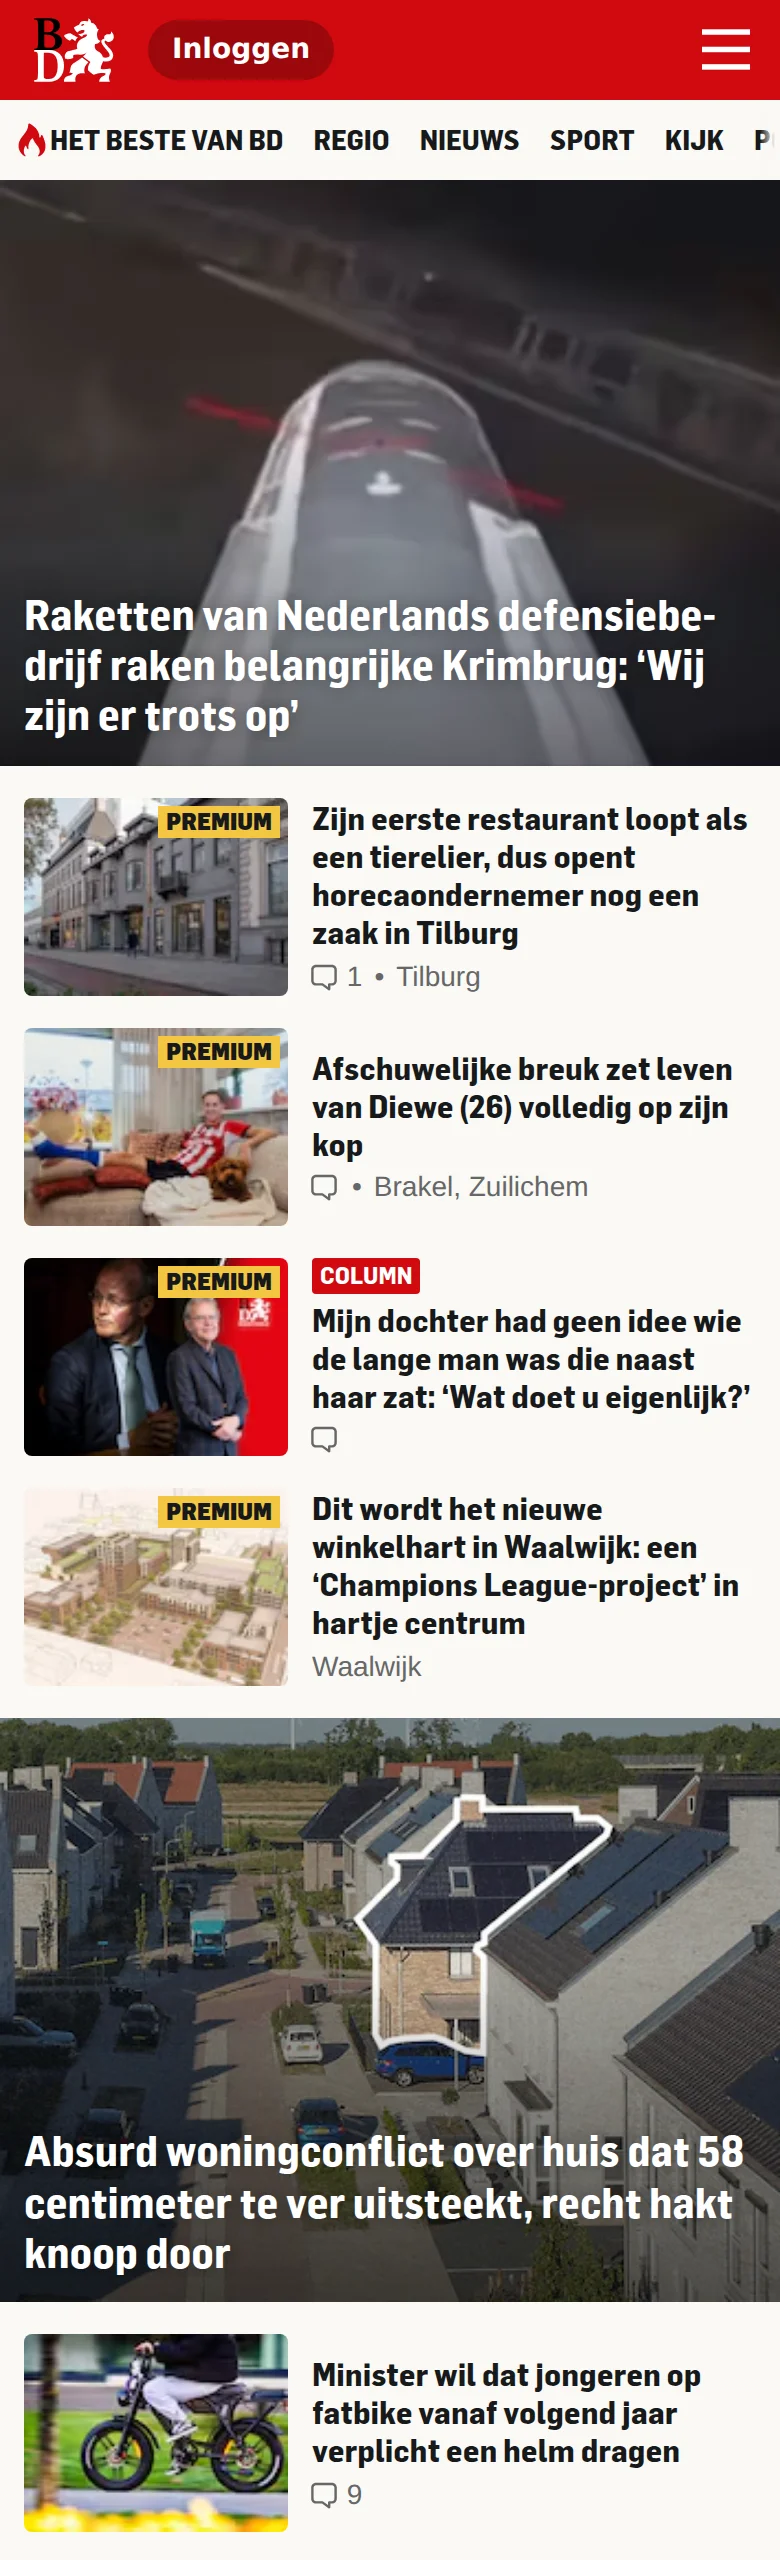 BD
Inloggen
HET BESTE VAN BD REGIO NIEUWS SPORT KIJK
Raketten van Nederlands defensiebe-
drijf raken belangrijke Krimbrug: ‘Wij
zijn er trots op’
PREMIUM
Zijn eerste restaurant loopt als
een tierelier, dus opent
horecaondernemer nog een
zaak in Tilburg
1 • Tilburg
PREMIUM
Afschuwelijke breuk zet leven
van Diewe (26) volledig op zijn
kop
• Brakel, Zuilichem
PREMIUM
BD
COLUMN
Mijn dochter had geen idee wie
de lange man was die naast
haar zat: ‘Wat doet u eigenlijk?’
PREMIUM
Dit wordt het nieuwe
winkelhart in Waalwijk: een
‘Champions League-project’ in
hartje centrum
Waalwijk
Absurd woningconflict over huis dat 58
centimeter te ver uitsteekt, recht hakt
knoop door
Minister wil dat jongeren op
fatbike vanaf volgend jaar
verplicht een helm dragen
9